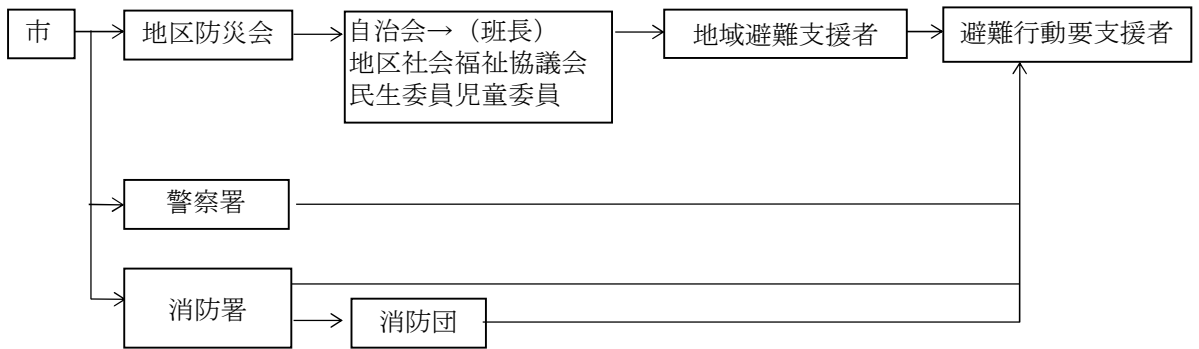 市
地区防災会
自治会→（班長）
地区社会福祉協議会
民生委員児童委員
地域避難支援者
避難行動要支援者
警察署
消防署
消防団